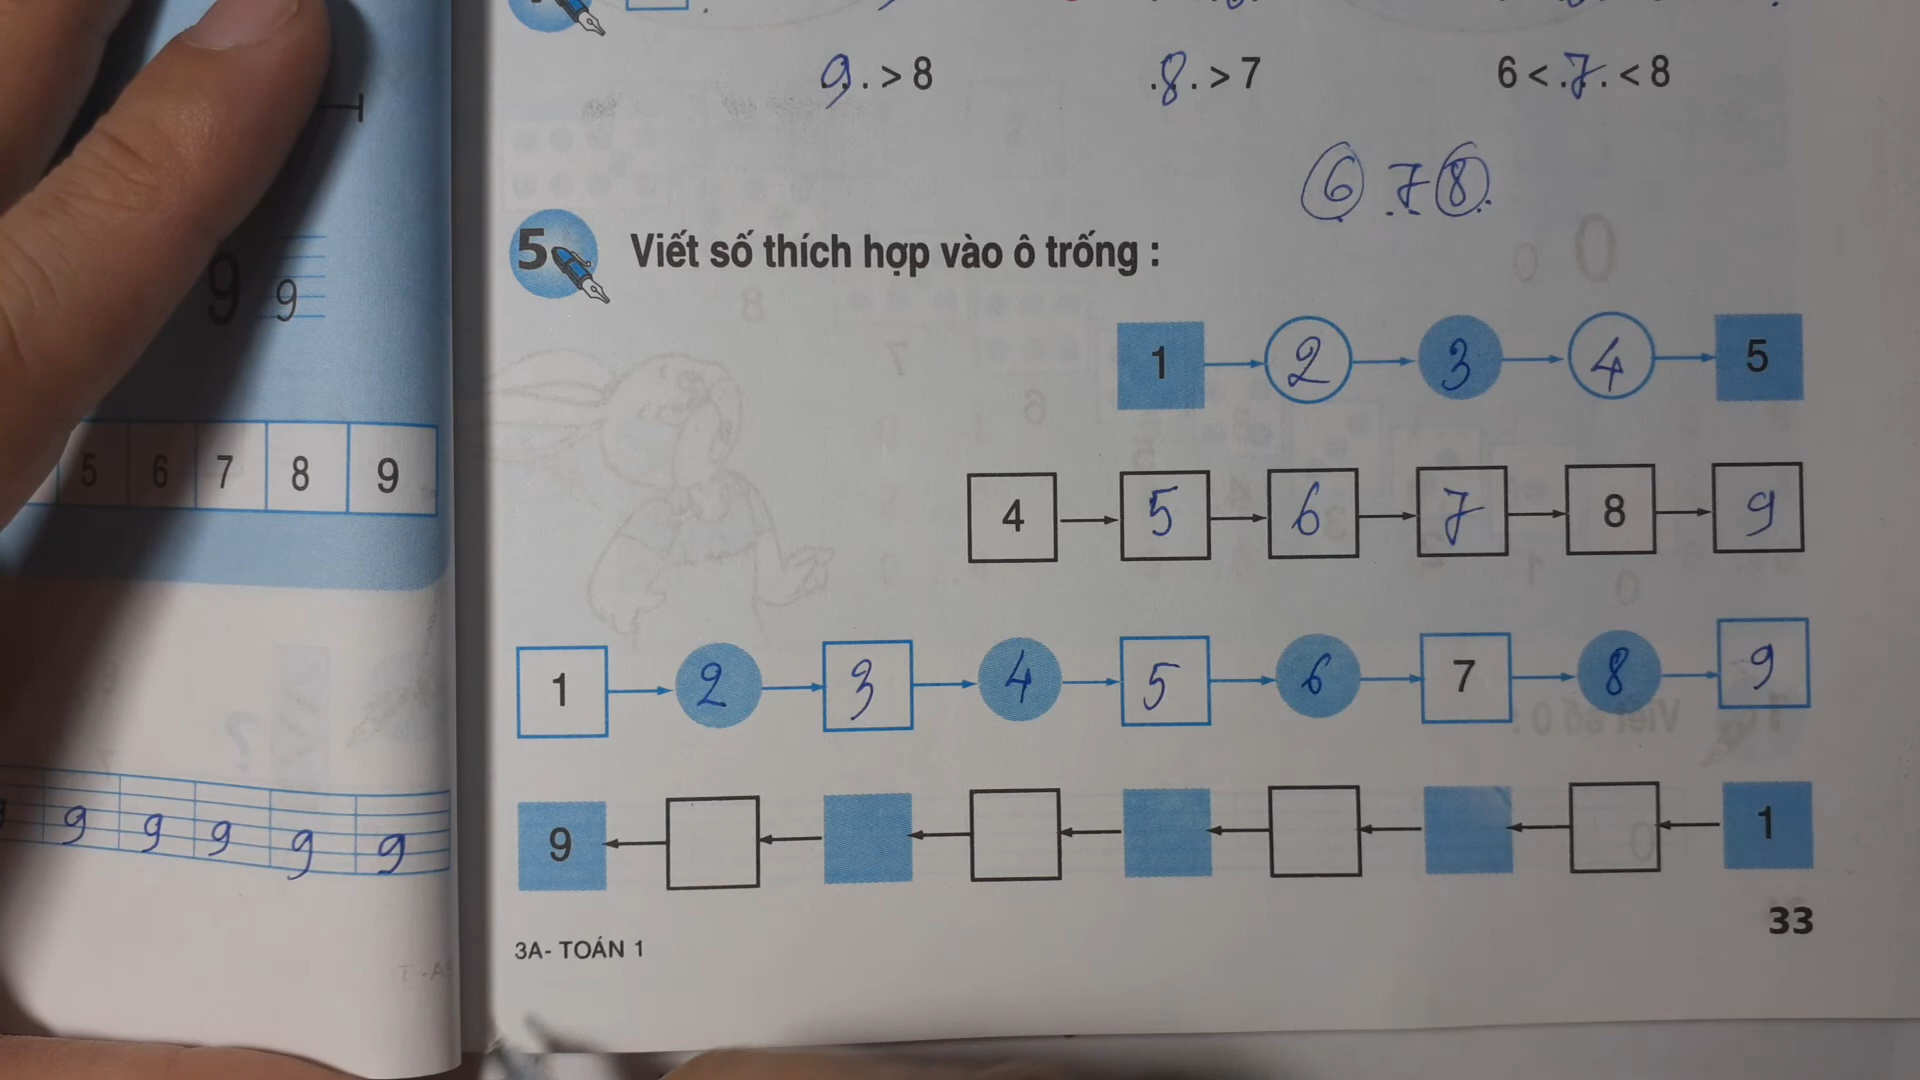 9 > 8
8 > 7
6 < 7 < 8
6 7 8
5 Viết số thích hợp vào ô trống :
1 2 3 4 5
4 5 6 7 8 9
1 2 3 4 5 6 7 8 9
9 1
33
3A- TOÁN 1
9 9
5 6 7 8 9
9 9 9 9 9